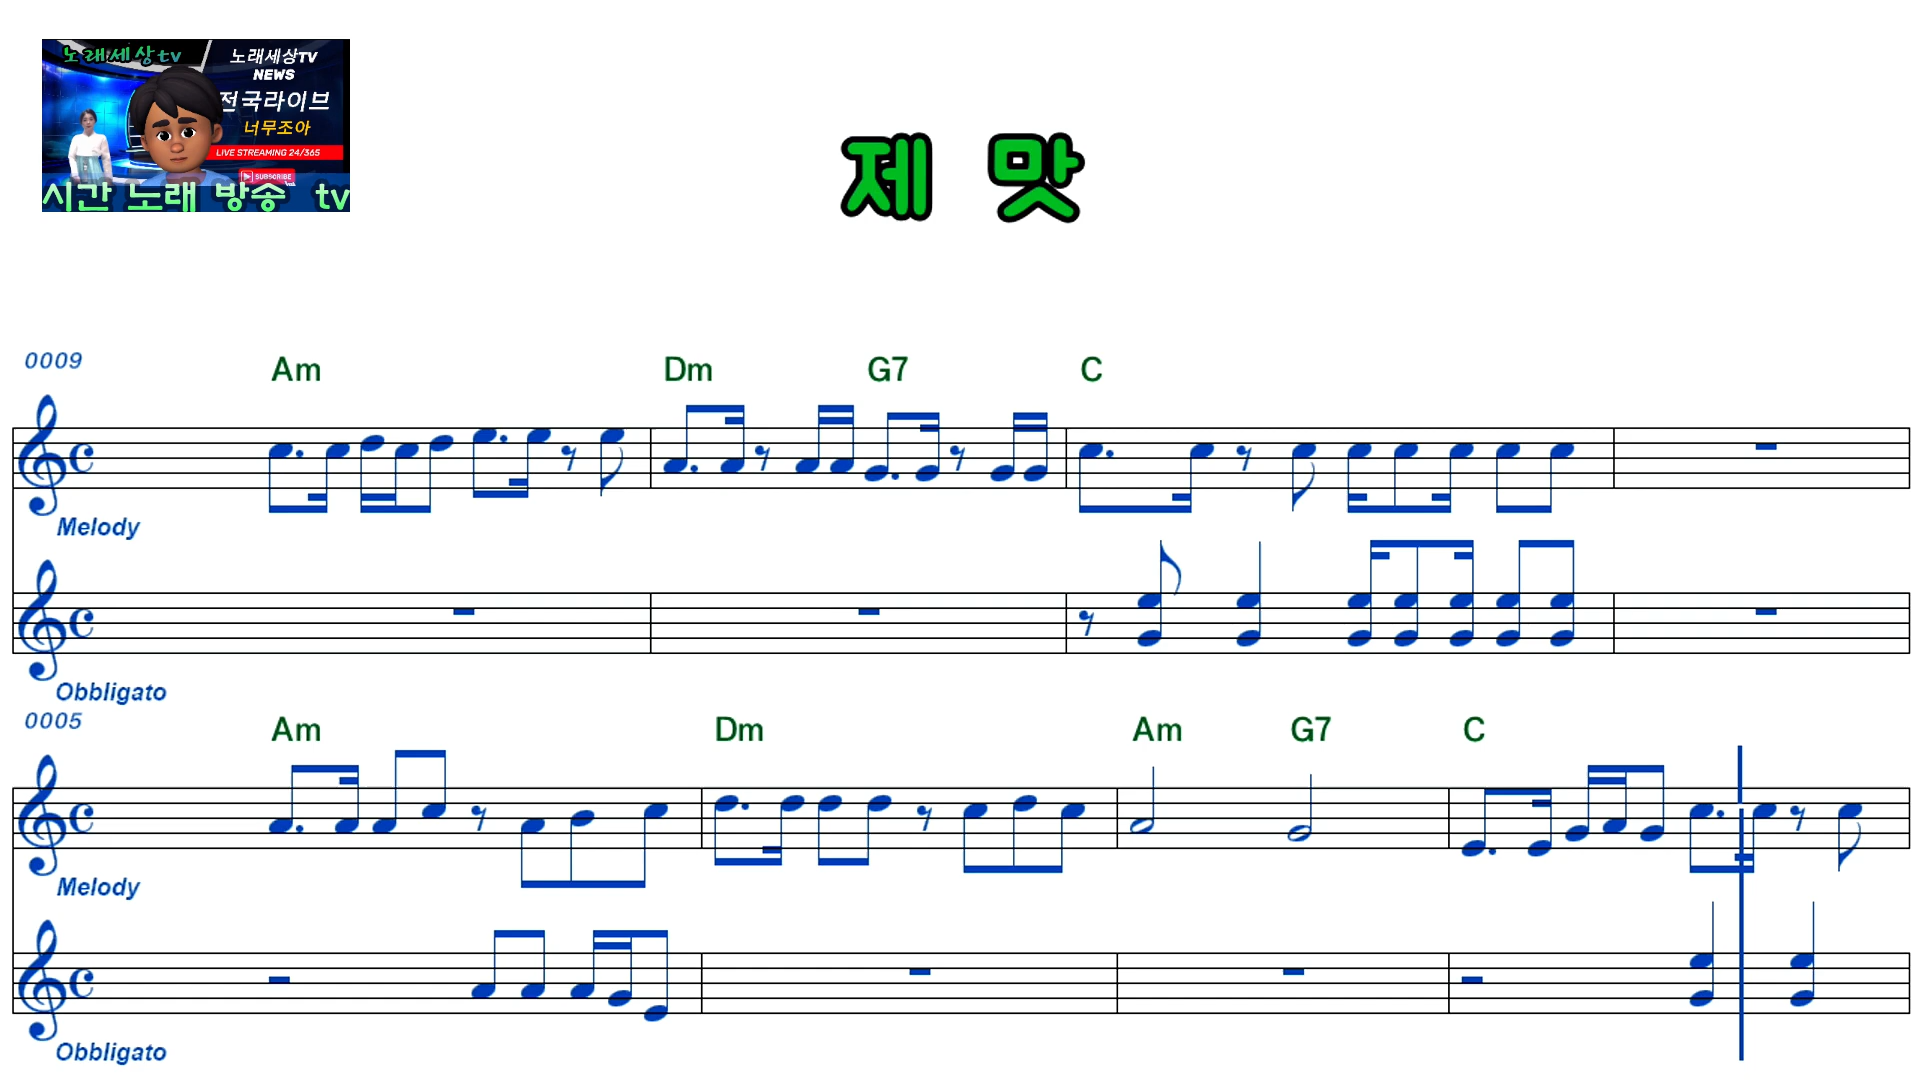 노래세상tv
노래세상TV
NEWS
전국라이브
너무조아
LIVE STREAMING 24/365
SUBSCRIBE
시간 노래 방송 tv
제 맛
0009
Am Dm G7 C
Melody
Obbligato
0005
Am Dm Am G7 C
Melody
Obbligato